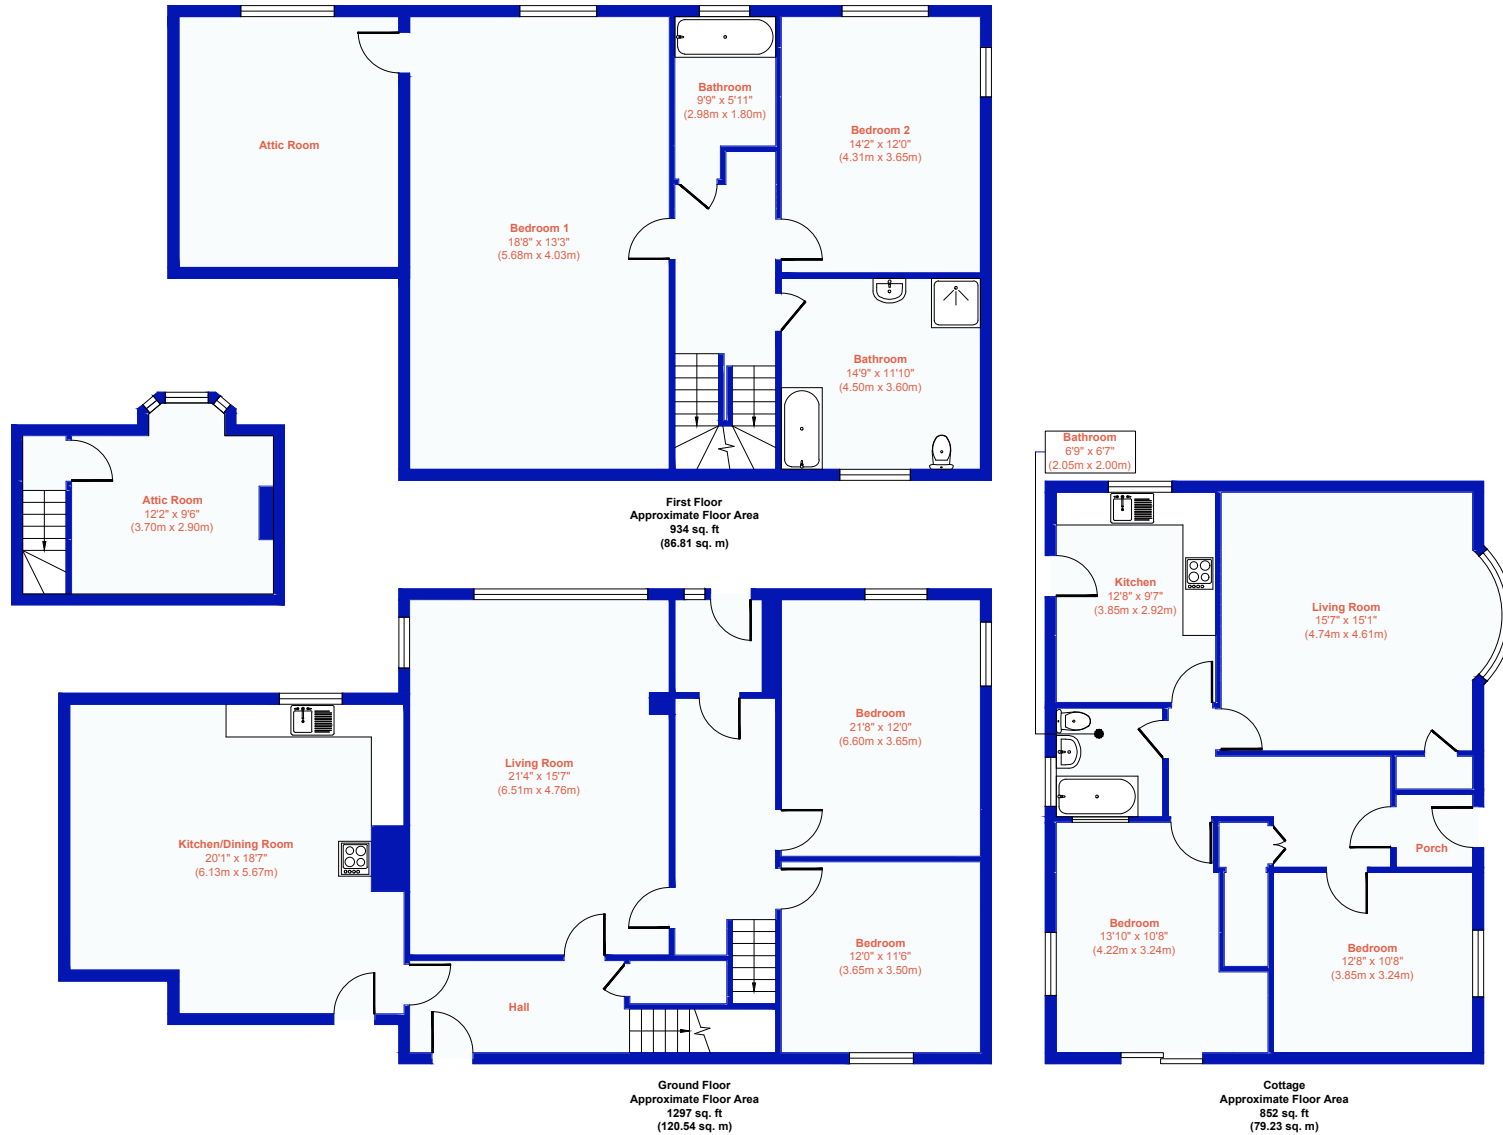 Attic Room
Bedroom 1
18'8" x 13'3"
(5.68m x 4.03m)
Bathroom
9'9" x 5'11"
(2.98m x 1.80m)
Bedroom 2
14'2" x 12'0"
(4.31m x 3.65m)
Bathroom
14'9" x 11'10"
(4.50m x 3.60m)
Attic Room
12'2" x 9'6"
(3.70m x 2.90m)
First Floor
Approximate Floor Area
934 sq. ft
(86.81 sq. m)
Kitchen/Dining Room
20'1" x 18'7"
(6.13m x 5.67m)
Living Room
21'4" x 15'7"
(6.51m x 4.76m)
Bedroom
21'8" x 12'0"
(6.60m x 3.65m)
Bedroom
12'0" x 11'6"
(3.65m x 3.50m)
Hall
Ground Floor
Approximate Floor Area
1297 sq. ft
(120.54 sq. m)
Bathroom
6'9" x 6'7"
(2.05m x 2.00m)
Kitchen
12'8" x 9'7"
(3.85m x 2.92m)
Living Room
15'7" x 15'1"
(4.74m x 4.61m)
Porch
Bedroom
13'10" x 10'8"
(4.22m x 3.24m)
Bedroom
12'8" x 10'8"
(3.85m x 3.24m)
Cottage
Approximate Floor Area
852 sq. ft
(79.23 sq. m)